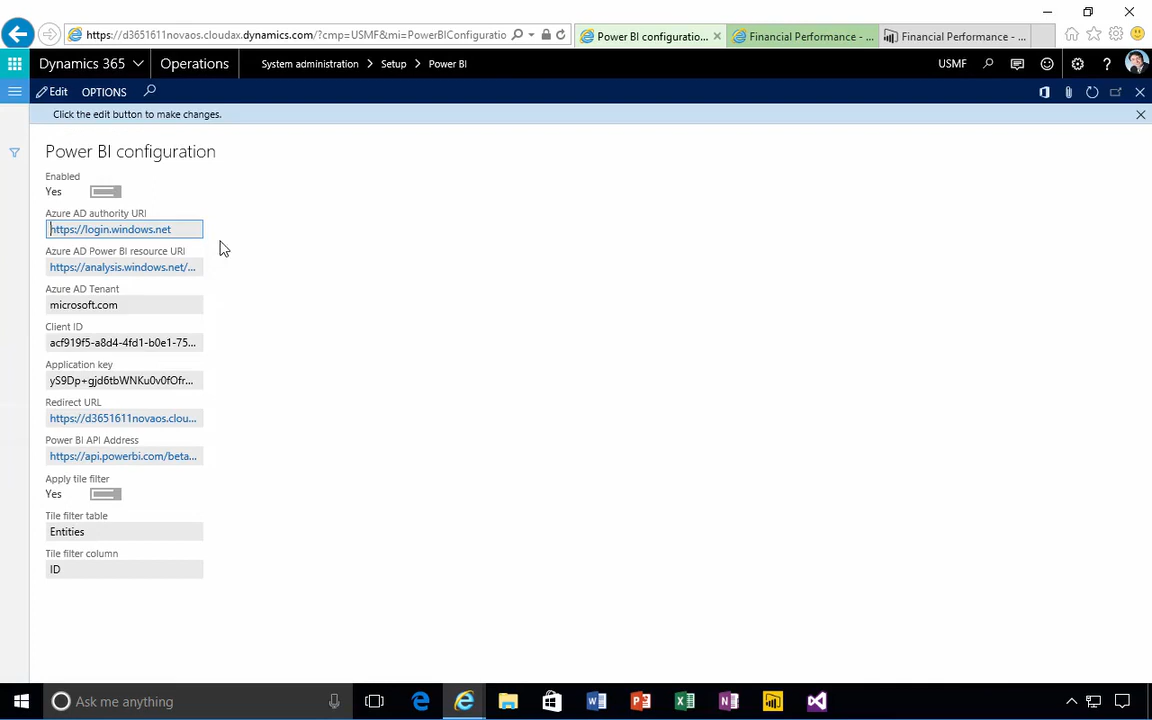 https://d3651611novaos.cloudax.dynamics.com/?cmp=USMF&mi=PowerBIConfiguratio
Power BI configuratio...
Financial Performance - ...
Financial Performance - ...
Dynamics 365
Operations
System administration > Setup > Power BI
USMF
Edit
OPTIONS
Click the edit button to make changes.
Power BI configuration
Enabled
Yes
Azure AD authority URI
https://login.windows.net
Azure AD Power BI resource URI
https://analysis.windows.net/...
Azure AD Tenant
microsoft.com
Client ID
acf919f5-a8d4-4fd1-b0e1-75...
Application key
yS9Dp+gjd6tbWNKu0v0fOfr...
Redirect URL
https://d3651611novaos.clou...
Power BI API Address
https://api.powerbi.com/beta...
Apply tile filter
Yes
Tile filter table
Entities
Tile filter column
ID
Ask me anything